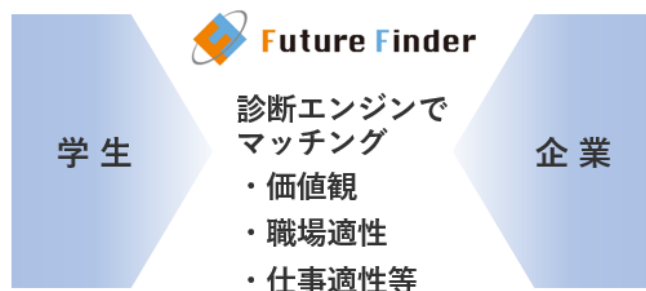 Future Finder
診断エンジンで
マッチング
学生
企業
・価値観
・職場適性
・仕事適性等